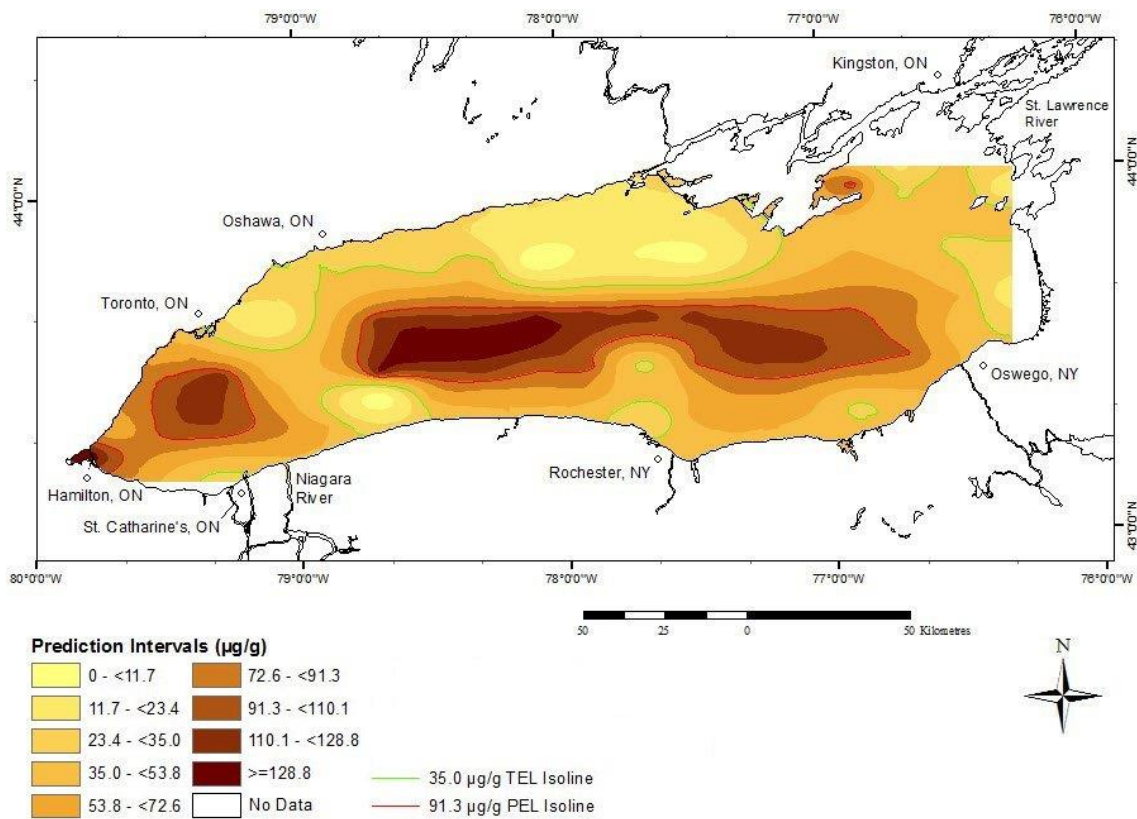 79°0'0"W 78°0'0"W 77°0'0"W 76°0'0"W
Kingston, ON
St. Lawrence
River
44°0'0"N
44°0'0"N
Oshawa, ON
Toronto, ON
Oswego, NY
Rochester, NY
Niagara
River
Hamilton, ON
St. Catharine's, ON
43°0'0"N
80°0'0"W 79°0'0"W 78°0'0"W 77°0'0"W 76°0'0"W
50 25 0 50 Kilometres
Prediction Intervals (µg/g)
0 - <11.7
11.7 - <23.4
23.4 - <35.0
35.0 - <53.8
53.8 - <72.6
72.6 - <91.3
91.3 - <110.1
110.1 - <128.8
>=128.8
No Data
35.0 µg/g TEL Isoline
91.3 µg/g PEL Isoline
N